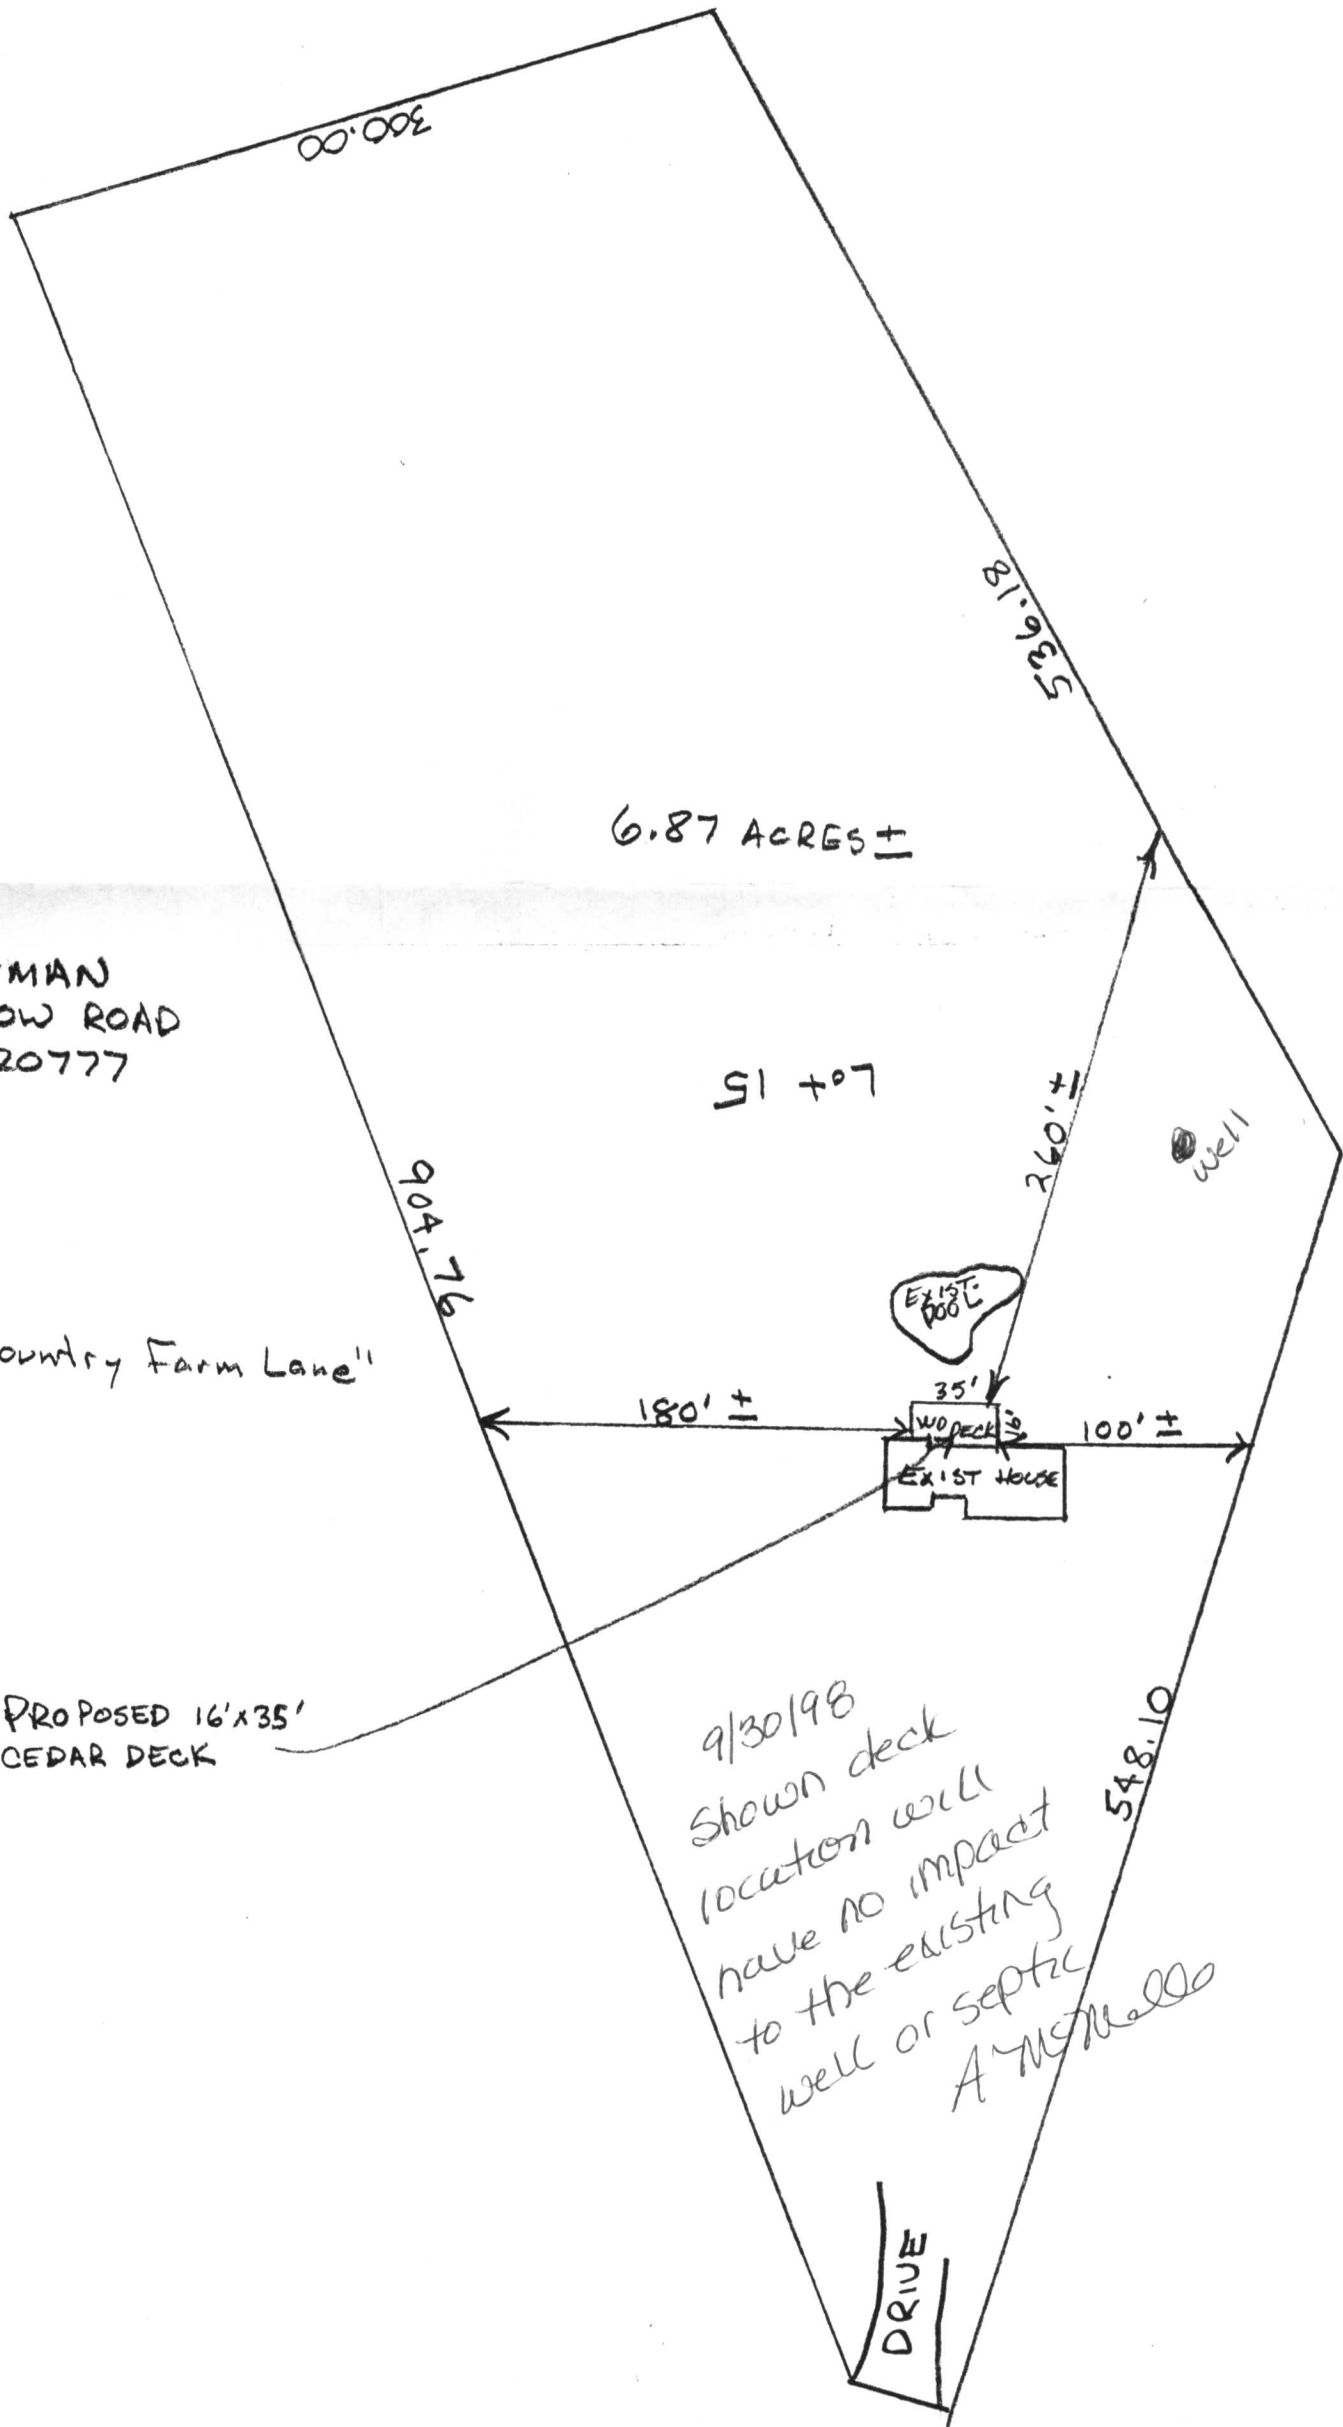 300.00
536.18
6.87 ACRES ±
MAN
OW ROAD
20777
Lot 15
260' ±
well
904.76
EXIST.
POOL
ountry Farm Lane"
35'
180' ±
WD DECK
16'
100' ±
EXIST HOUSE
PROPOSED 16'x35'
CEDAR DECK
9/30/98
Shown deck
location will
have no impact
to the existing
well or septic
548.10
DRIVE